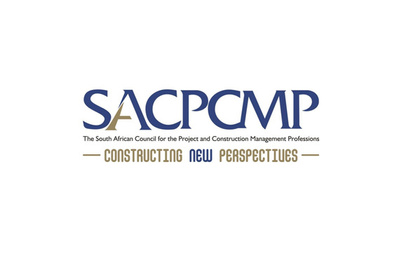 SACPCMP
The South African Council for the Project and Construction Management Professions
CONSTRUCTING NEW PERSPECTIVES